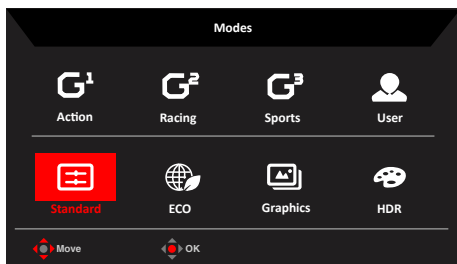 Modes
G¹ G² G³
Action Racing Sports User
Standard ECO Graphics HDR
Move OK